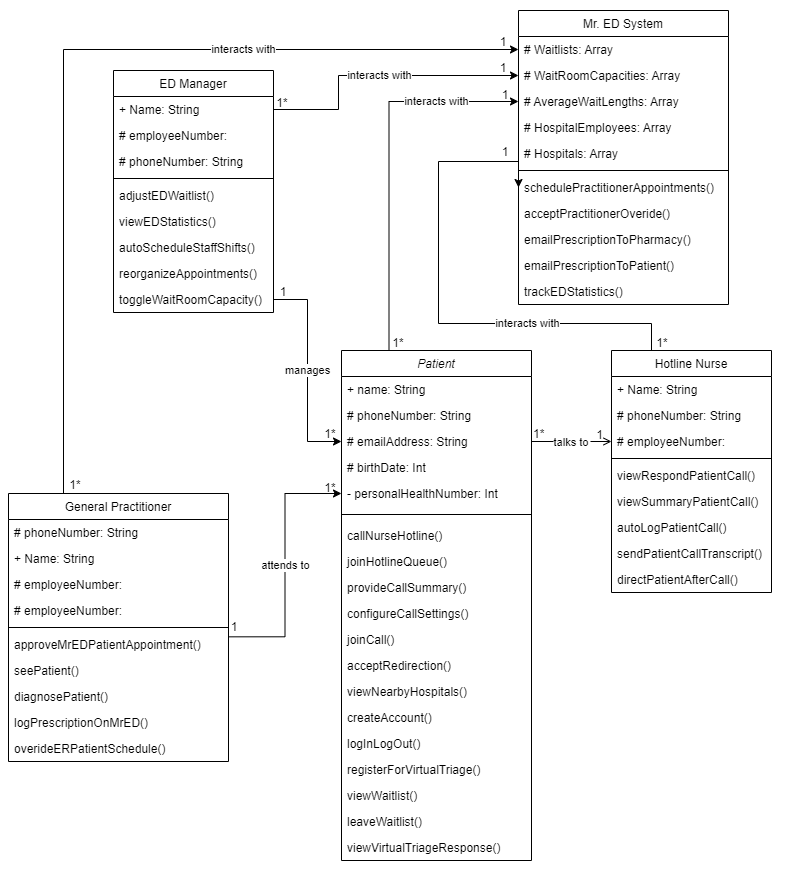 Mr. ED System
# Waitlists: Array
# WaitRoomCapacities: Array
# AverageWaitLengths: Array
# HospitalEmployees: Array
# Hospitals: Array
schedulePractitionerAppointments()
acceptPractitionerOveride()
emailPrescriptionToPharmacy()
emailPrescriptionToPatient()
trackEDStatistics()
interacts with
1
1*
interacts with
1
1*
interacts with
1
1*
interacts with
1
1*
ED Manager
+ Name: String
# employeeNumber:
# phoneNumber: String
adjustEDWaitlist()
viewEDStatistics()
autoScheduleStaffShifts()
reorganizeAppointments()
toggleWaitRoomCapacity()
1
manages
1*
Patient
+ name: String
# phoneNumber: String
# emailAddress: String
# birthDate: Int
- personalHealthNumber: Int
callNurseHotline()
joinHotlineQueue()
provideCallSummary()
configureCallSettings()
joinCall()
acceptRedirection()
viewNearbyHospitals()
createAccount()
logInLogOut()
registerForVirtualTriage()
viewWaitlist()
leaveWaitlist()
viewVirtualTriageResponse()
1*
talks to
1
Hotline Nurse
+ Name: String
# phoneNumber: String
# employeeNumber:
viewRespondPatientCall()
viewSummaryPatientCall()
autoLogPatientCall()
sendPatientCallTranscript()
directPatientAfterCall()
General Practitioner
# phoneNumber: String
+ Name: String
# employeeNumber:
# employeeNumber:
approveMrEDPatientAppointment()
seePatient()
diagnosePatient()
logPrescriptionOnMrED()
overideERPatientSchedule()
1
attends to
1*